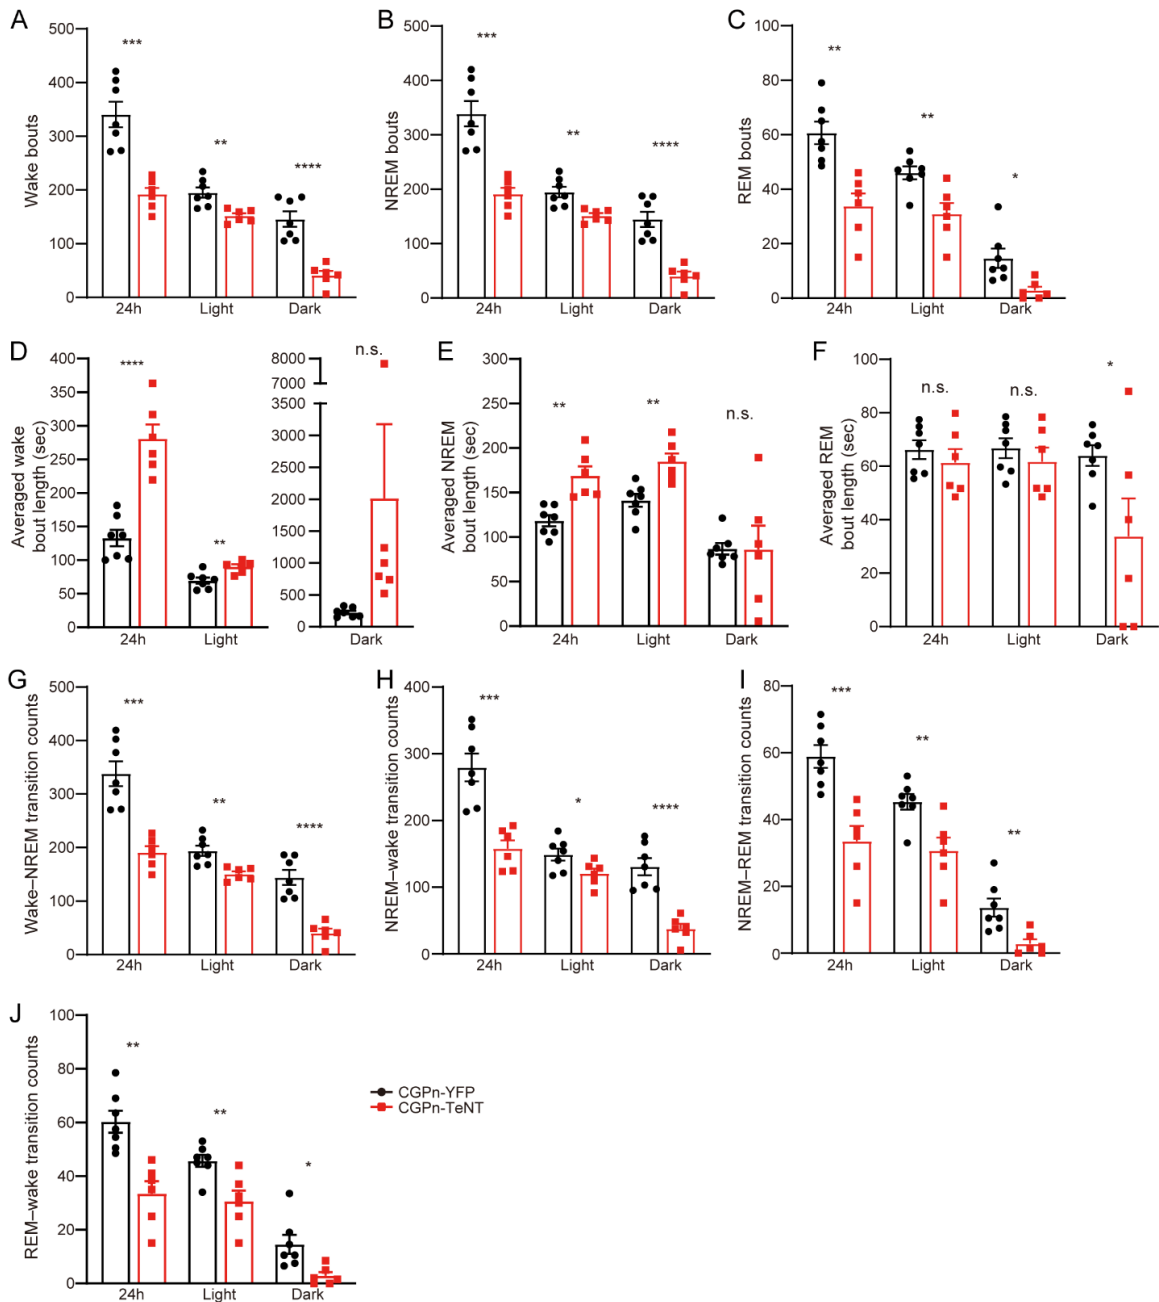 A
Wake bouts
500
400
300
200
100
0
***
**
****
24h Light Dark
B
NREM bouts
500
400
300
200
100
0
***
**
****
24h Light Dark
C
REM bouts
100
80
60
40
20
0
**
**
*
24h Light Dark
D
Averaged wake
bout length (sec)
400
350
300
250
200
150
100
50
0
****
**
24h Light
8000
7000
3500
3000
2500
2000
1500
1000
500
0
n.s.
Dark
E
Averaged NREM
bout length (sec)
300
250
200
150
100
50
0
**
**
n.s.
24h Light Dark
F
Averaged REM
bout length (sec)
100
80
60
40
20
0
n.s.
n.s.
*
24h Light Dark
G
Wake–NREM transition counts
500
400
300
200
100
0
***
**
****
24h Light Dark
H
NREM–wake transition counts
400
300
200
100
0
***
*
****
24h Light Dark
I
NREM–REM transition counts
80
60
40
20
0
***
**
**
24h Light Dark
J
REM–wake transition counts
100
80
60
40
20
0
**
**
*
24h Light Dark
CGPn-YFP
CGPn-TeNT